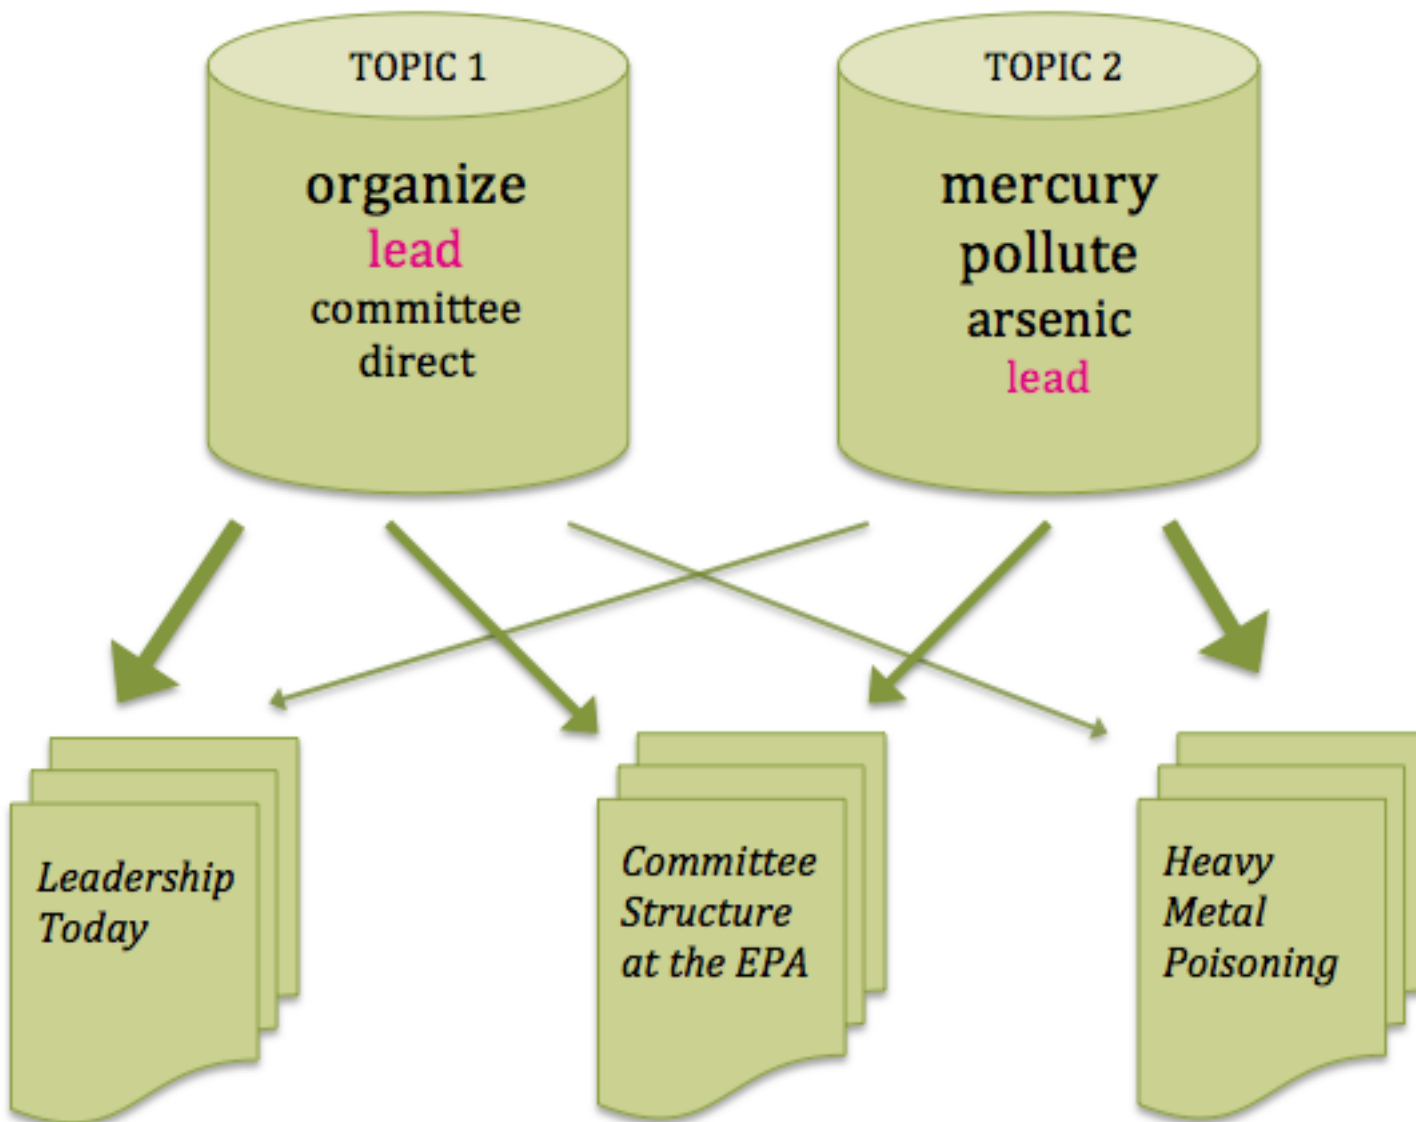 TOPIC 1
organize
lead
committee
direct
TOPIC 2
mercury
pollute
arsenic
lead
Leadership
Today
Committee
Structure
at the EPA
Heavy
Metal
Poisoning